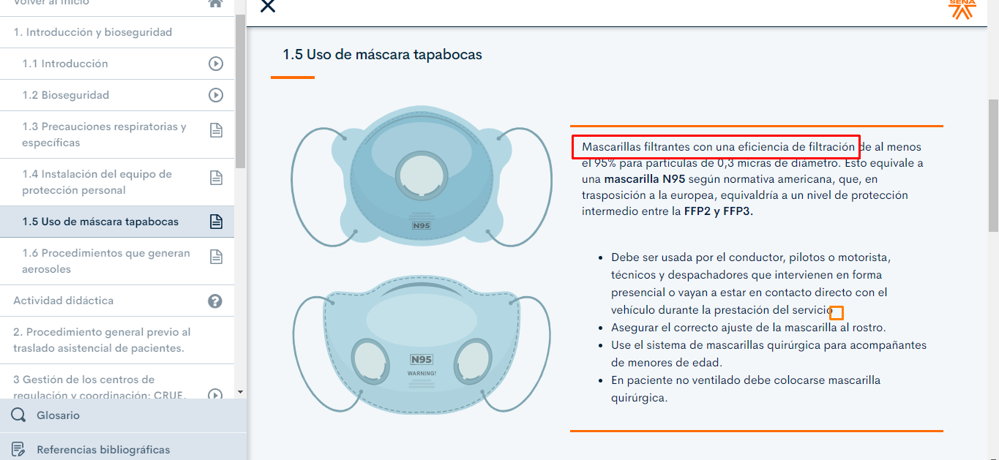 Volver al inicio
1. Introducción y bioseguridad
1.1 Introducción
1.2 Bioseguridad
1.3 Precauciones respiratorias y
específicas
1.4 Instalación del equipo de
protección personal
1.5 Uso de máscara tapabocas
1.6 Procedimientos que generan
aerosoles
Actividad didáctica
2. Procedimiento general previo al
traslado asistencial de pacientes.
3 Gestión de los centros de
regulación y coordinación: CRUE,
Glosario
Referencias bibliográficas
SENA
1.5 Uso de máscara tapabocas
N95
N95
WARNING!
Mascarillas filtrantes con una eficiencia de filtración de al menos
el 95% para partículas de 0,3 micras de diámetro. Esto equivale a
una mascarilla N95 según normativa americana, que, en
trasposición a la europea, equivaldría a un nivel de protección
intermedio entre la FFP2 y FFP3.
Debe ser usada por el conductor, pilotos o motorista,
técnicos y despachadores que intervienen en forma
presencial o vayan a estar en contacto directo con el
vehículo durante la prestación del servicio
Asegurar el correcto ajuste de la mascarilla al rostro.
Use el sistema de mascarillas quirúrgica para acompañantes
de menores de edad.
En paciente no ventilado debe colocarse mascarilla
quirúrgica.